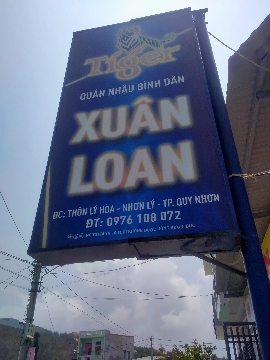 Tiger
QUÁN NHẬU BÌNH DÂN
XUÂN
LOAN
ĐC: THÔN LÝ HÒA - NHƠN LÝ - TP. QUY NHƠN
ĐT: 0976 108 072